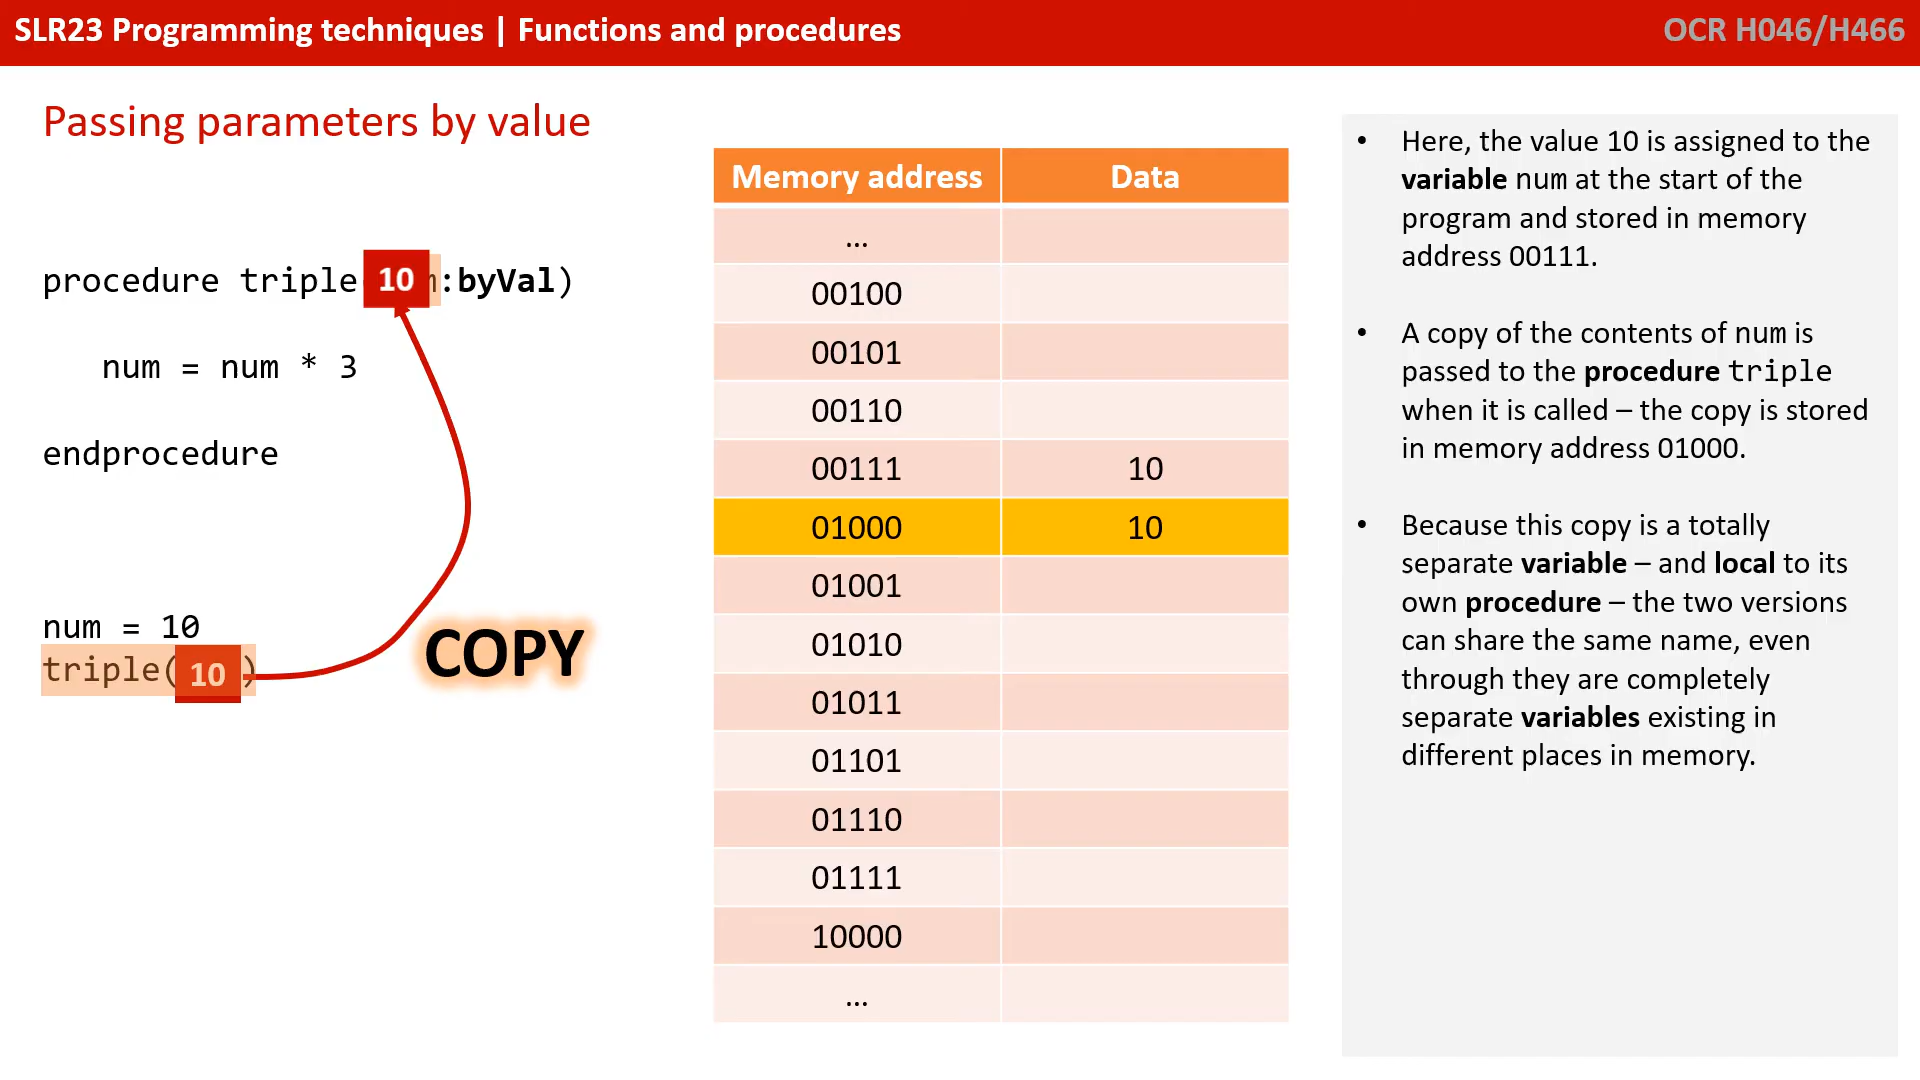 SLR23 Programming techniques | Functions and procedures
OCR H046/H466
Passing parameters by value
procedure triple 10 :byVal)
num = num * 3
endprocedure
num = 10
triple( 10 )
COPY
Memory address Data
...
00100
00101
00110
00111 10
01000 10
01001
01010
01011
01101
01110
01111
10000
...
• Here, the value 10 is assigned to the
variable num at the start of the
program and stored in memory
address 00111.
• A copy of the contents of num is
passed to the procedure triple
when it is called – the copy is stored
in memory address 01000.
• Because this copy is a totally
separate variable – and local to its
own procedure – the two versions
can share the same name, even
through they are completely
separate variables existing in
different places in memory.